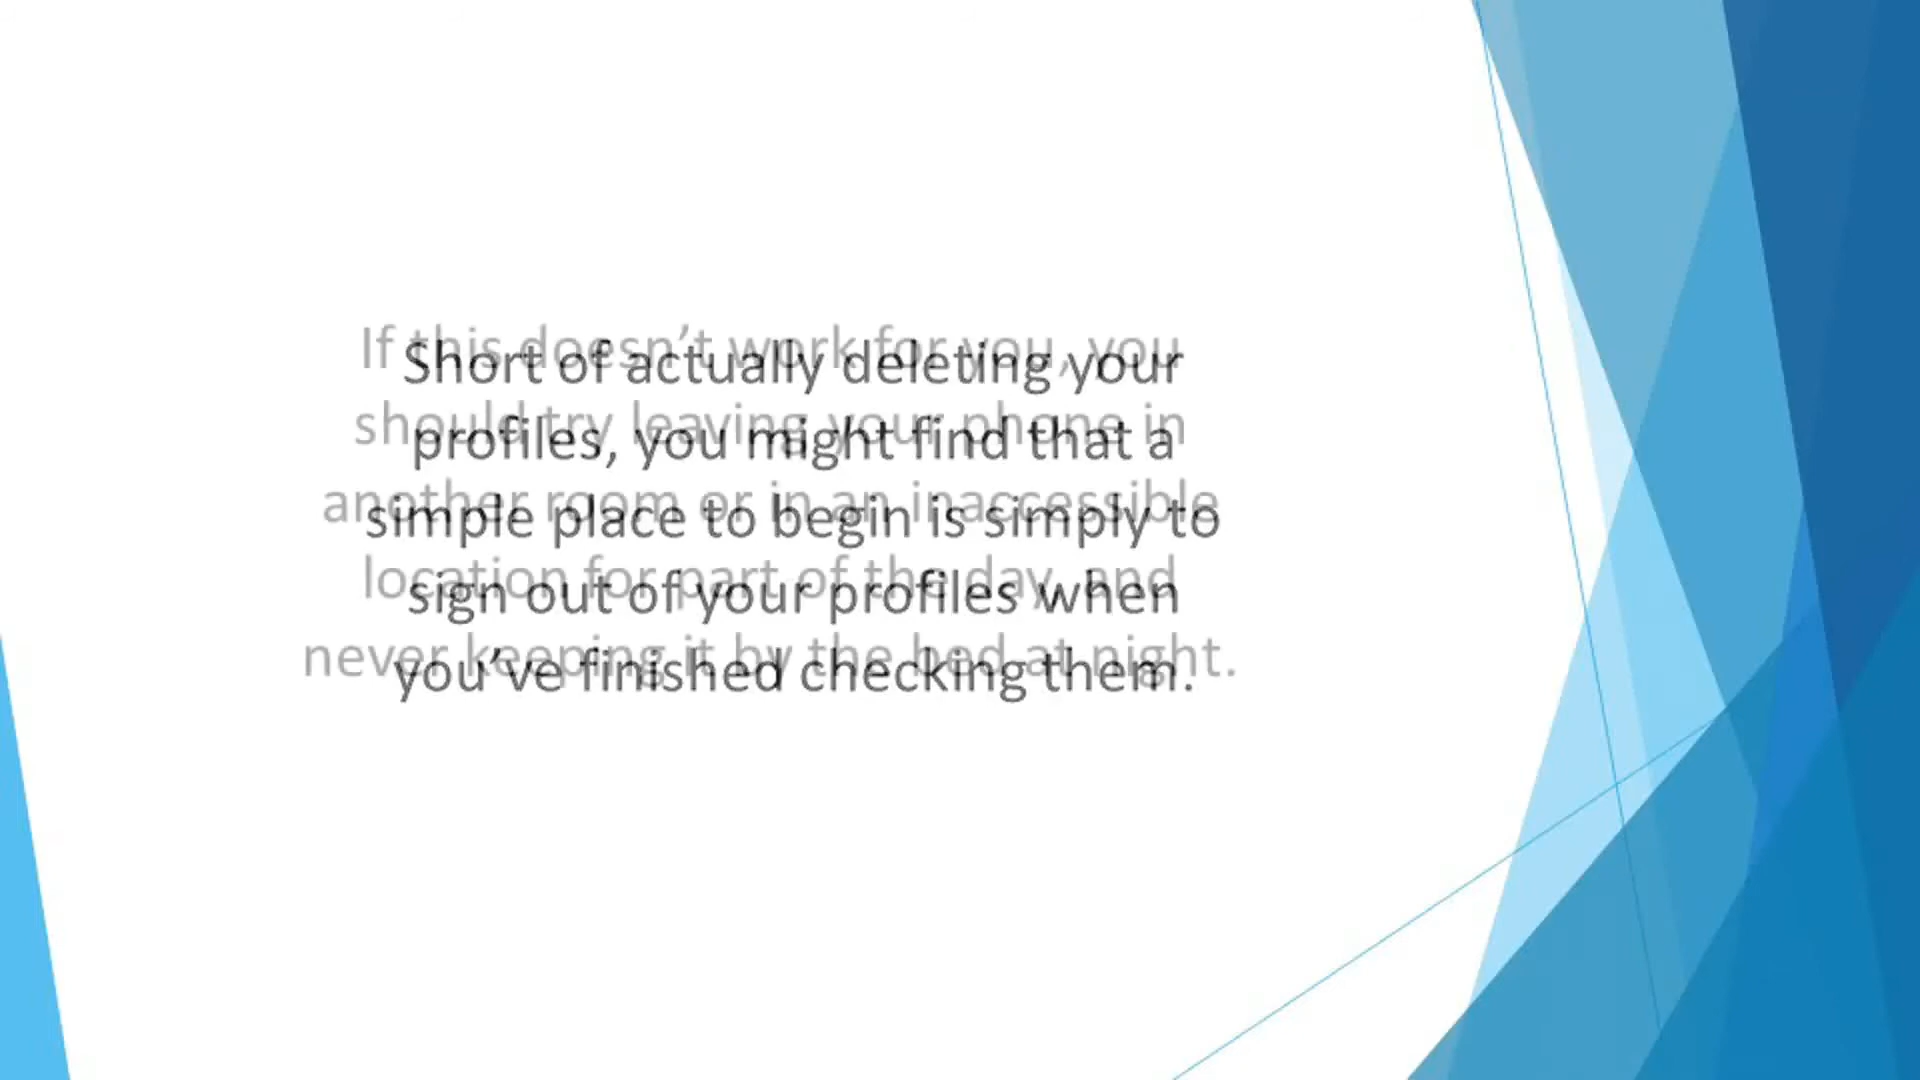 Short of actually deleting your
profiles, you might find that a
simple place to begin is simply to
sign out of your profiles when
you’ve finished checking them.
If this doesn’t work for you, you
should try leaving your phone in
another room or in an inaccessible
location for part of the day, and
never keeping it by the bed at night.